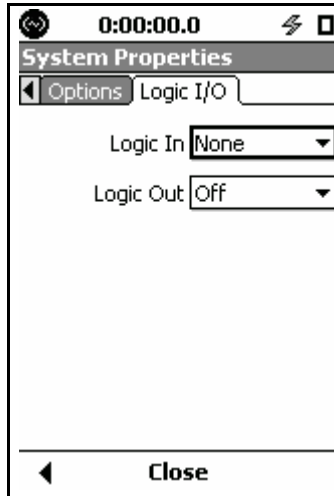 0:00:00.0
System Properties
Options Logic I/O
Logic In None
Logic Out Off
Close